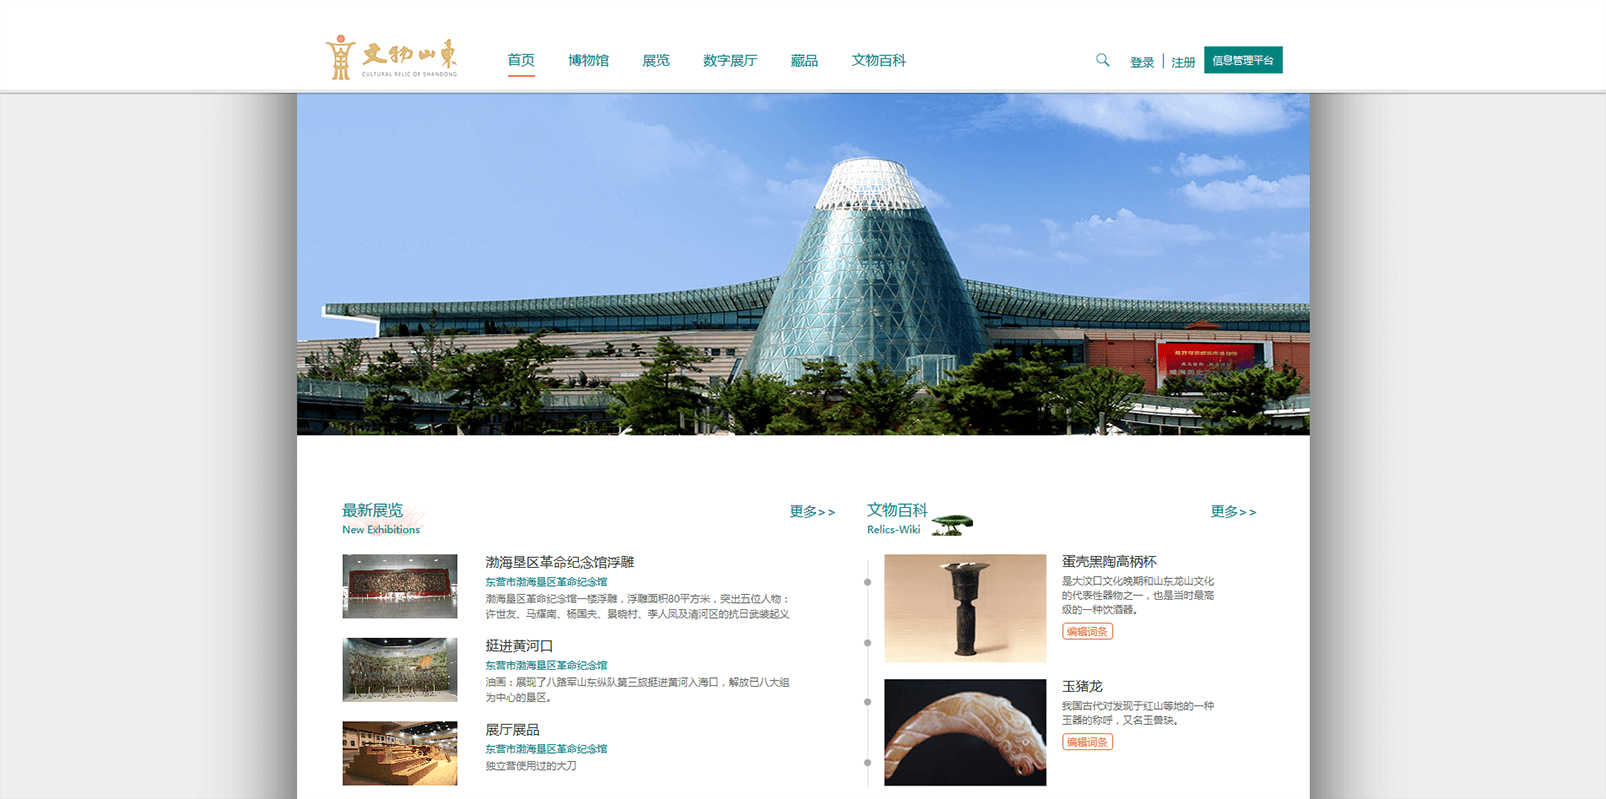 文物山东
CULTURAL RELIC OF SHANDONG
首页
博物馆
展览
数字展厅
藏品
文物百科
登录 | 注册
信息管理平台
最新展览
New Exhibitions
更多>>
渤海垦区革命纪念馆浮雕
东营市渤海垦区革命纪念馆
渤海垦区革命纪念馆一楼浮雕，浮雕面积80平方米，突出五位人物：
许世友、马耀南、杨国夫、景晓村、李人凤及清河区的抗日武装起义
挺进黄河口
东营市渤海垦区革命纪念馆
油画：展现了八路军山东纵队第三旅挺进黄河入海口，解放巳八大组
为中心的垦区。
展厅展品
东营市渤海垦区革命纪念馆
独立营使用过的大刀
文物百科
Relics-Wiki
更多>>
蛋壳黑陶高柄杯
是大汶口文化晚期和山东龙山文化
的代表性器物之一，也是当时最高
级的一种饮酒器。
编辑词条
玉猪龙
我国古代对发现于红山等地的一种
玉器的称呼，又名玉兽玦。
编辑词条